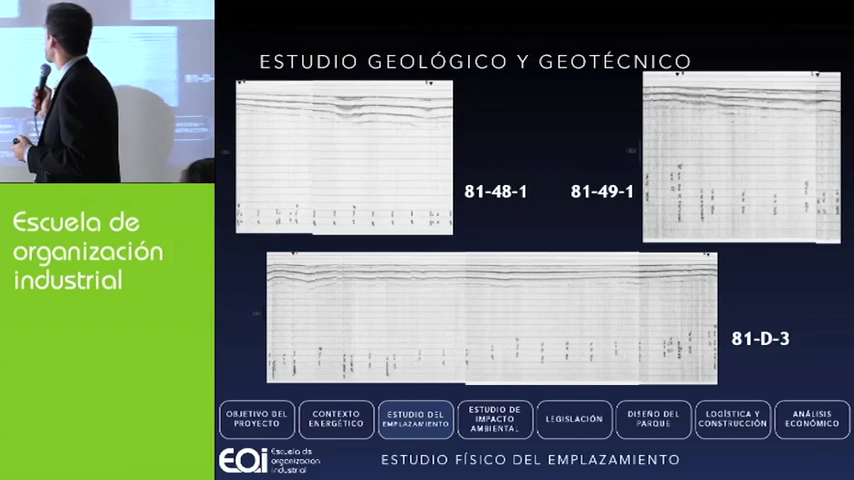 ESTUDIO GEOLÓGICO Y GEOTÉCNICO
81-48-1
81-49-1
81-D-3
Escuela de
organización
industrial
OBJETIVO DEL
PROYECTO
CONTEXTO
ENERGÉTICO
ESTUDIO DEL
EMPLAZAMIENTO
ESTUDIO DE
IMPACTO
AMBIENTAL
LEGISLACIÓN
DISEÑO DEL
PARQUE
LOGÍSTICA Y
CONSTRUCCIÓN
ANÁLISIS
ECONÓMICO
EOi
Escuela de
organización
industrial
ESTUDIO FÍSICO DEL EMPLAZAMIENTO